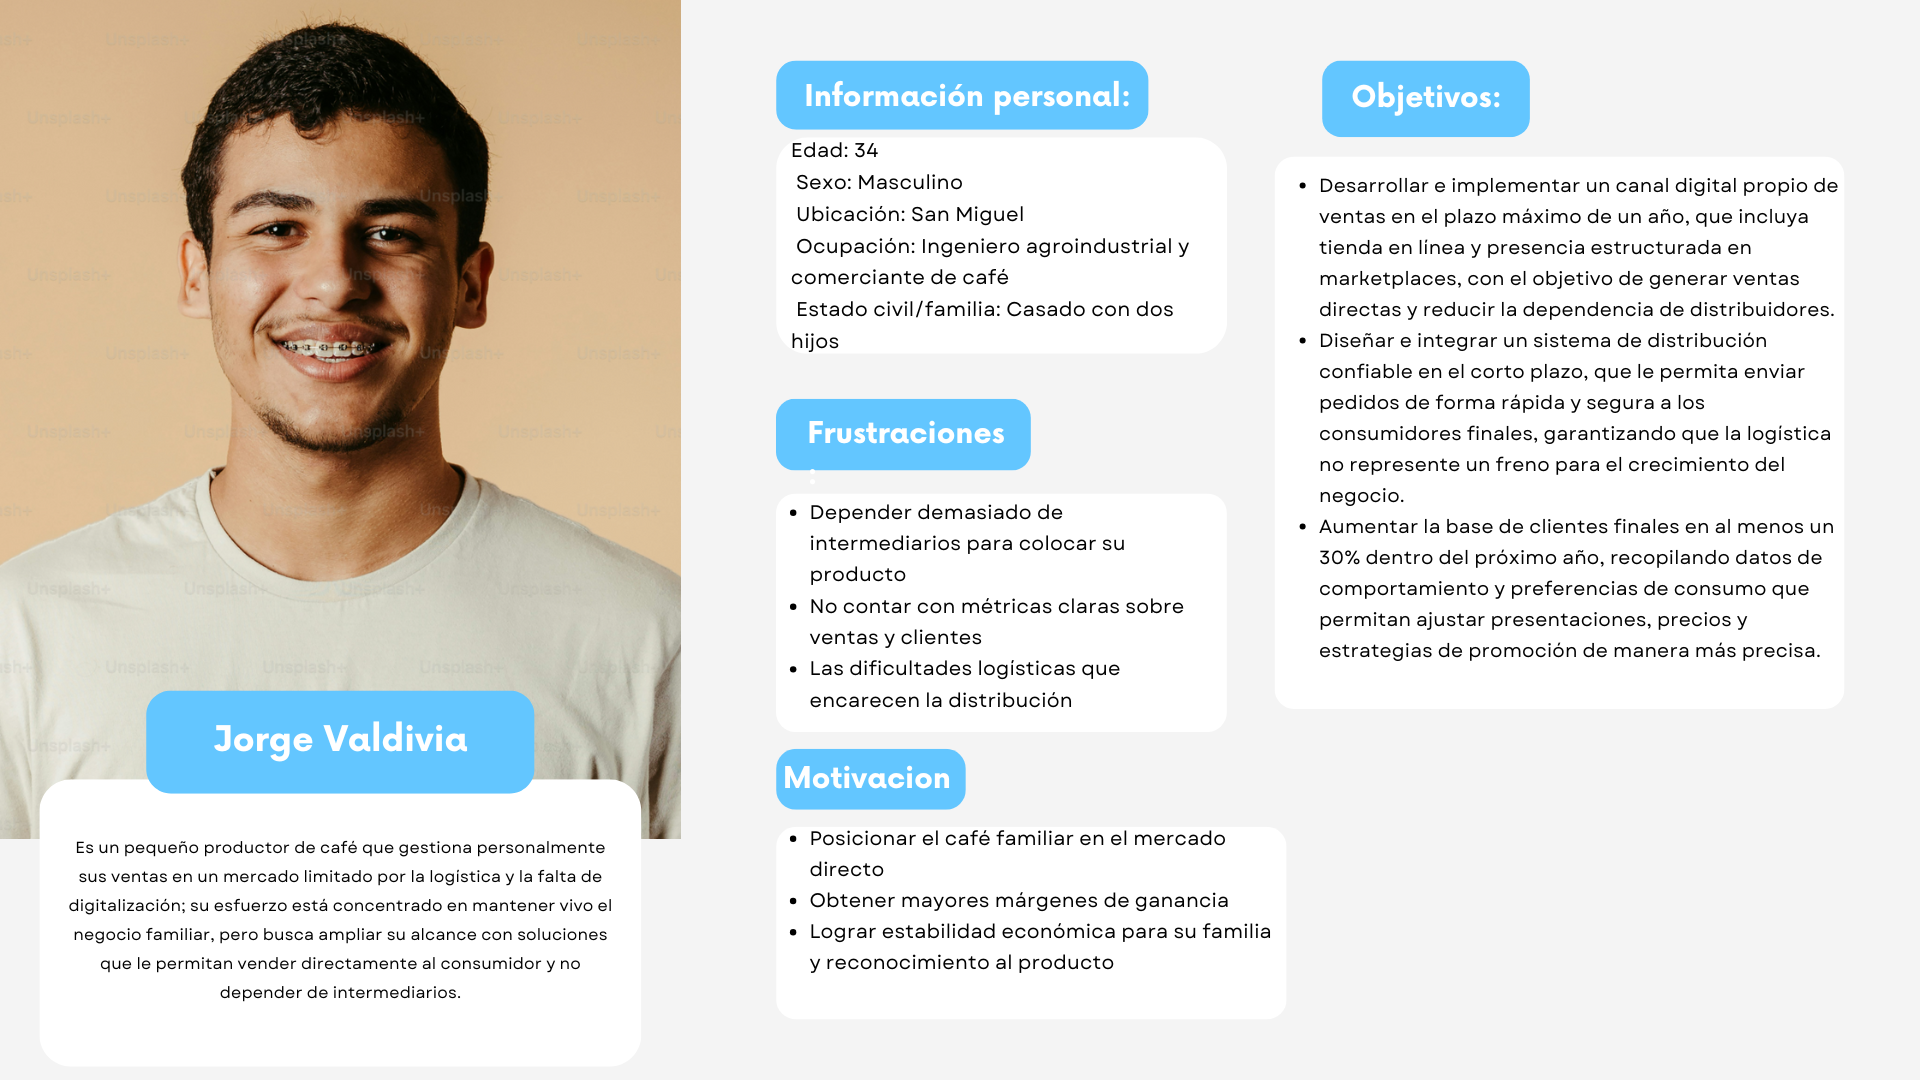 Jorge Valdivia
Es un pequeño productor de café que gestiona personalmente
sus ventas en un mercado limitado por la logística y la falta de
digitalización; su esfuerzo está concentrado en mantener vivo el
negocio familiar, pero busca ampliar su alcance con soluciones
que le permitan vender directamente al consumidor y no
depender de intermediarios.
Información personal:
Edad: 34
Sexo: Masculino
Ubicación: San Miguel
Ocupación: Ingeniero agroindustrial y
comerciante de café
Estado civil/familia: Casado con dos
hijos
Frustraciones
:
• Depender demasiado de
intermediarios para colocar su
producto
• No contar con métricas claras sobre
ventas y clientes
• Las dificultades logísticas que
encarecen la distribución
Motivacion
• Posicionar el café familiar en el mercado
directo
• Obtener mayores márgenes de ganancia
• Lograr estabilidad económica para su familia
y reconocimiento al producto
Objetivos:
• Desarrollar e implementar un canal digital propio de
ventas en el plazo máximo de un año, que incluya
tienda en línea y presencia estructurada en
marketplaces, con el objetivo de generar ventas
directas y reducir la dependencia de distribuidores.
• Diseñar e integrar un sistema de distribución
confiable en el corto plazo, que le permita enviar
pedidos de forma rápida y segura a los
consumidores finales, garantizando que la logística
no represente un freno para el crecimiento del
negocio.
• Aumentar la base de clientes finales en al menos un
30% dentro del próximo año, recopilando datos de
comportamiento y preferencias de consumo que
permitan ajustar presentaciones, precios y
estrategias de promoción de manera más precisa.
Unsplash+